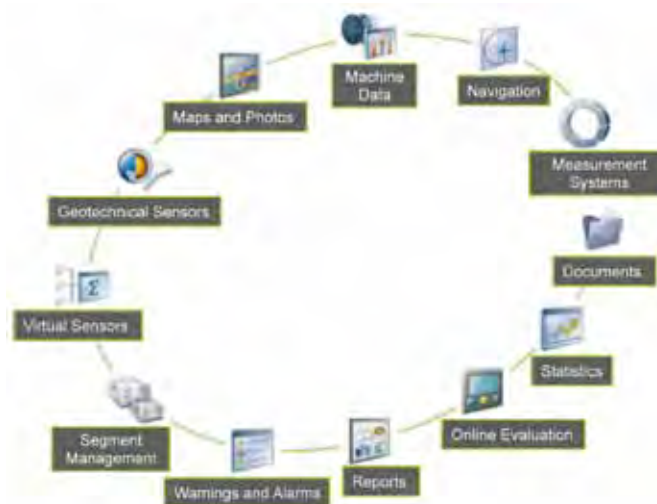 Machine
Data
Navigation
Maps and Photos
Measurement
Systems
Geotechnical Sensors
Documents
Virtual Sensors
Statistics
Segment
Management
Online Evaluation
Reports
Warnings and Alarms